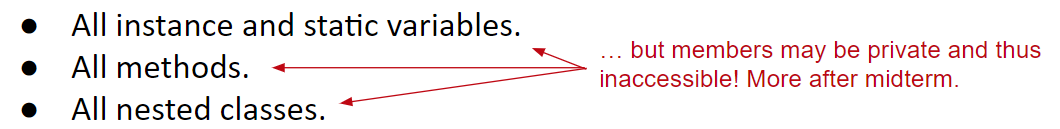 ● All instance and static variables.
● All methods.
● All nested classes.
… but members may be private and thus
inaccessible! More after midterm.